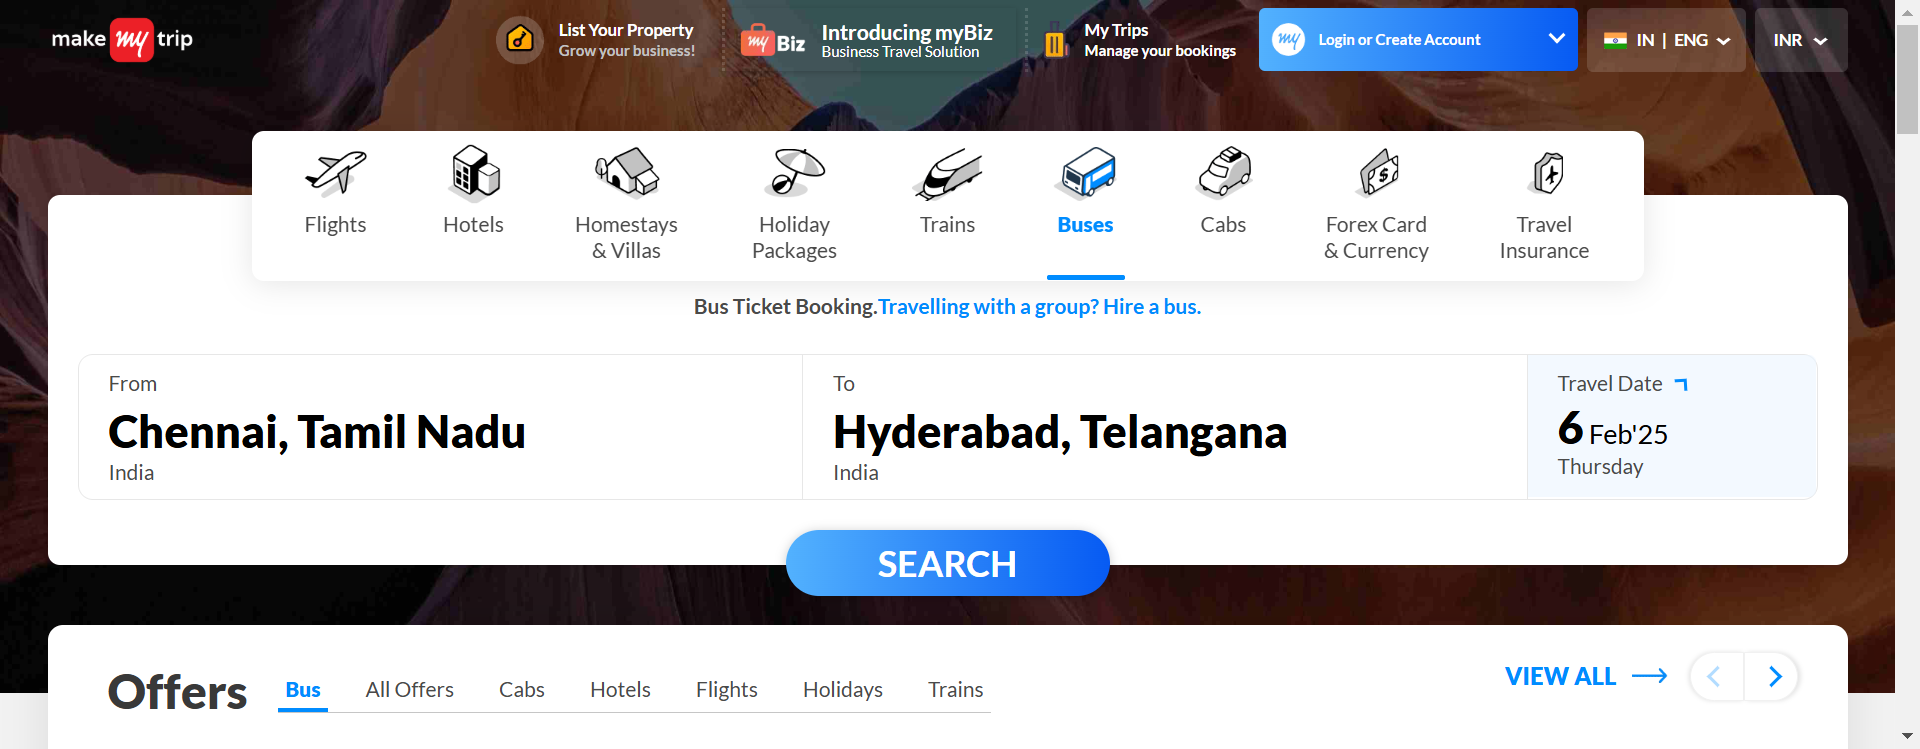 make my trip
List Your Property
Grow your business!
my Biz
Introducing myBiz
Business Travel Solution
My Trips
Manage your bookings
my
Login or Create Account
IN | ENG
INR
Flights
Hotels
Homestays
& Villas
Holiday
Packages
Trains
Buses
Cabs
Forex Card
& Currency
Travel
Insurance
Bus Ticket Booking.Travelling with a group? Hire a bus.
From
Chennai, Tamil Nadu
India
To
Hyderabad, Telangana
India
Travel Date
6 Feb'25
Thursday
SEARCH
Offers
Bus
All Offers
Cabs
Hotels
Flights
Holidays
Trains
VIEW ALL